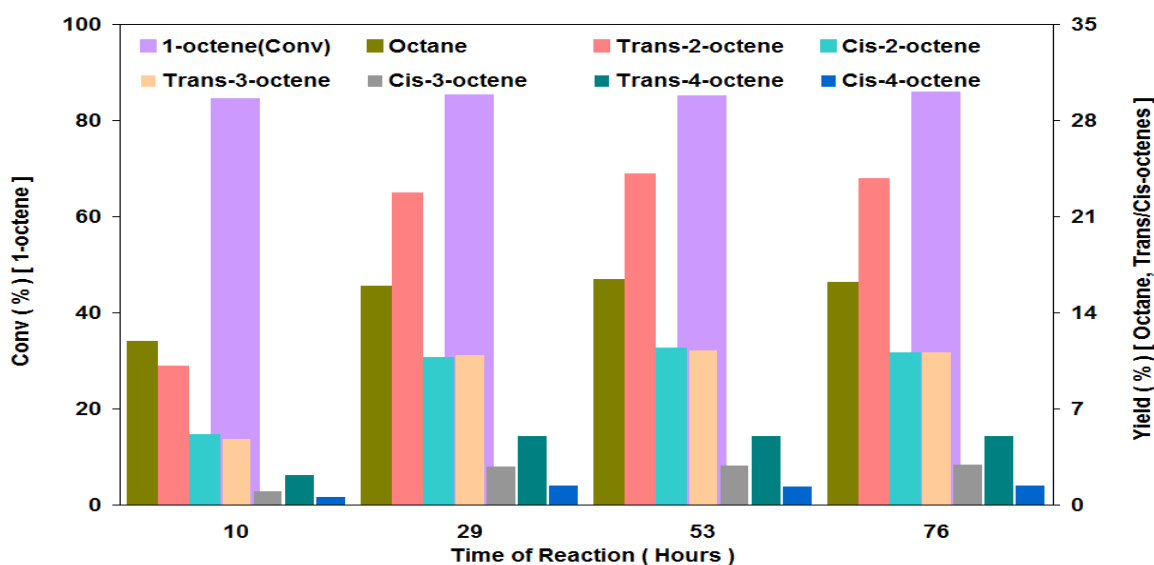 100
80
60
40
20
0
Conv ( % ) [ 1-octene ]
1-octene(Conv) Octane Trans-2-octene Cis-2-octene
Trans-3-octene Cis-3-octene Trans-4-octene Cis-4-octene
35
28
21
14
7
0
Yield ( % ) [ Octane, Trans/Cis-octenes ]
10 29 53 76
Time of Reaction ( Hours )